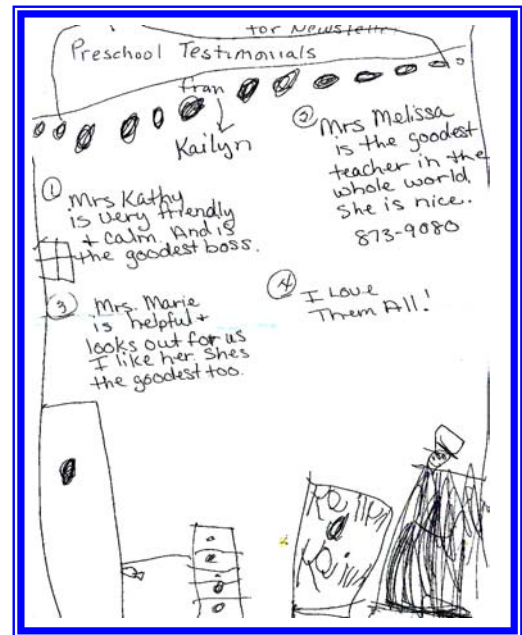 for Newsletter
Preschool Testimonials
from
Kailyn
① Mrs Kathy
is very friendly
+ calm. And is
the goodest boss.
② Mrs Melissa
is the goodest
teacher in the
whole world.
She is nice.
873-9080
③ Mrs. Marie
is helpful +
looks out for us
I like her. Shes
the goodest too.
④ I Love
Them All!